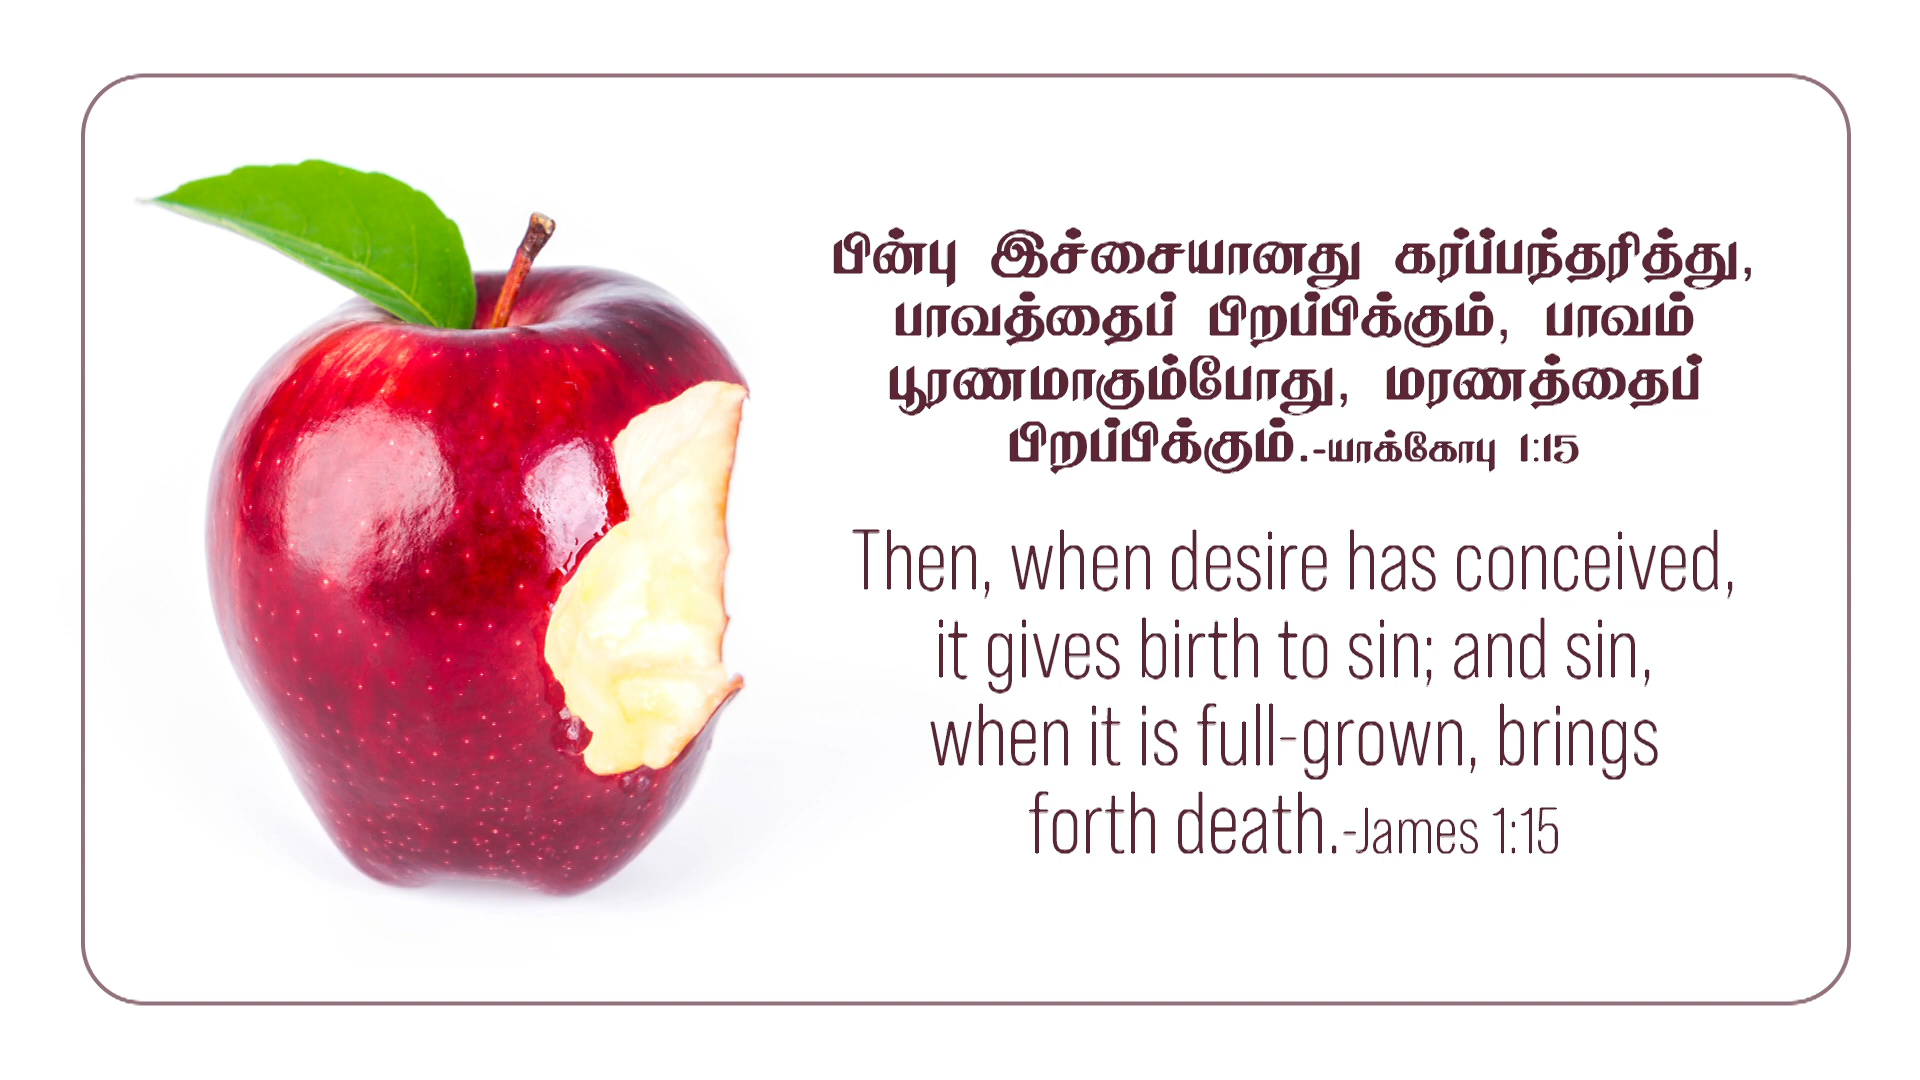 பின்பு இச்சையானது கர்ப்பந்தரித்து,
பாவத்தைப் பிறப்பிக்கும், பாவம்
பூரணமாகும்போது, மரணத்தைப்
பிறப்பிக்கும்.-யாக்கோபு 1:15
Then, when desire has conceived,
it gives birth to sin; and sin,
when it is full-grown, brings
forth death.-James 1:15